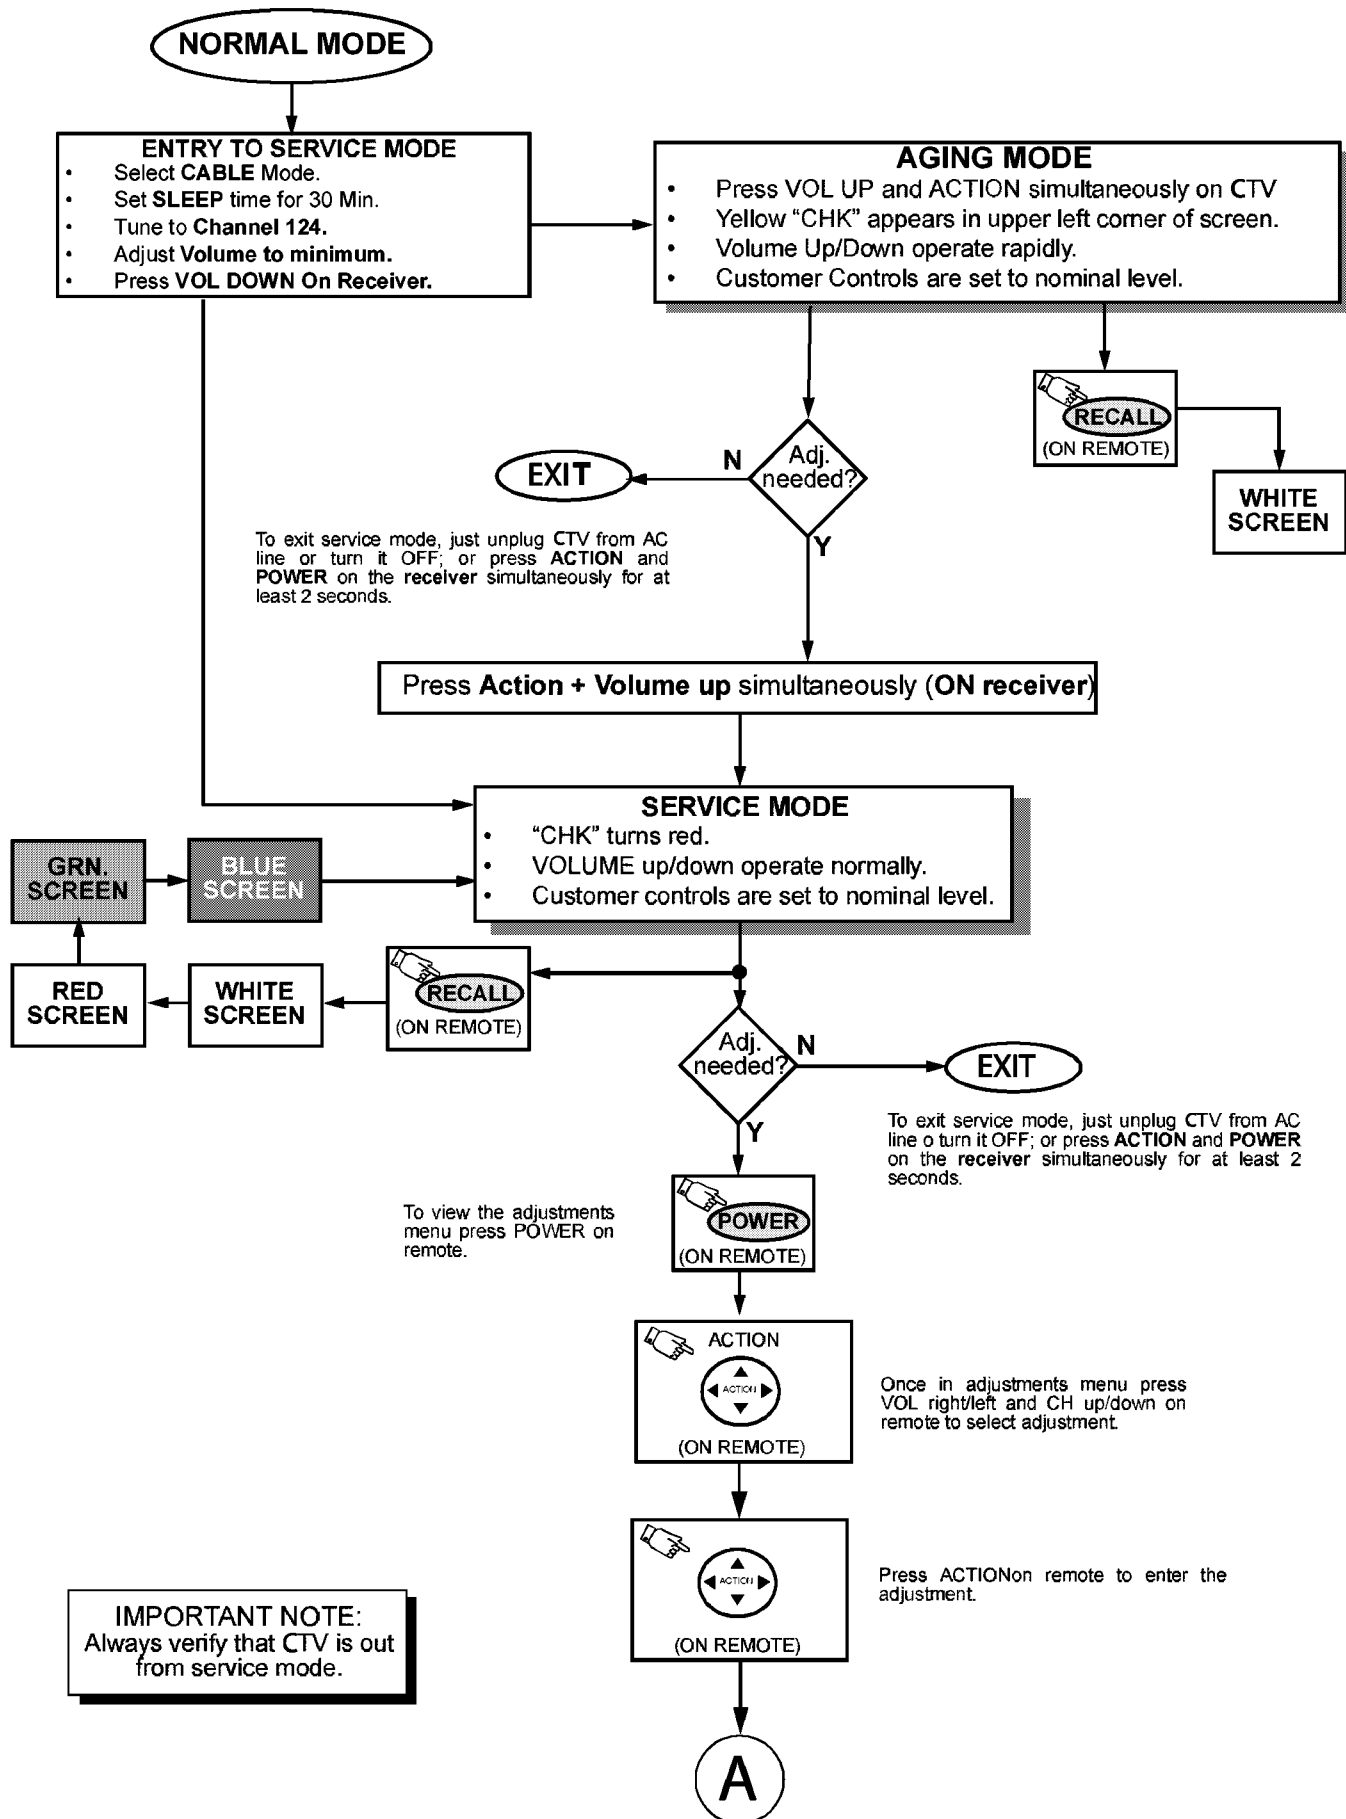 NORMAL MODE
ENTRY TO SERVICE MODE
• Select CABLE Mode.
• Set SLEEP time for 30 Min.
• Tune to Channel 124.
• Adjust Volume to minimum.
• Press VOL DOWN On Receiver.
AGING MODE
• Press VOL UP and ACTION simultaneously on CTV
• Yellow “CHK” appears in upper left corner of screen.
• Volume Up/Down operate rapidly.
• Customer Controls are set to nominal level.
RECALL
(ON REMOTE)
WHITE
SCREEN
Adj.
needed?
N
Y
EXIT
To exit service mode, just unplug CTV from AC
line or turn it OFF; or press ACTION and
POWER on the receiver simultaneously for at
least 2 seconds.
Press Action + Volume up simultaneously (ON receiver)
SERVICE MODE
• “CHK” turns red.
• VOLUME up/down operate normally.
• Customer controls are set to nominal level.
GRN.
SCREEN
BLUE
SCREEN
RED
SCREEN
WHITE
SCREEN
RECALL
(ON REMOTE)
Adj.
needed?
N
Y
EXIT
To exit service mode, just unplug CTV from AC
line o turn it OFF; or press ACTION and POWER
on the receiver simultaneously for at least 2
seconds.
To view the adjustments
menu press POWER on
remote.
POWER
(ON REMOTE)
ACTION
ACTION
(ON REMOTE)
Once in adjustments menu press
VOL right/left and CH up/down on
remote to select adjustment.
ACTION
(ON REMOTE)
Press ACTIONon remote to enter the
adjustment.
IMPORTANT NOTE:
Always verify that CTV is out
from service mode.
A